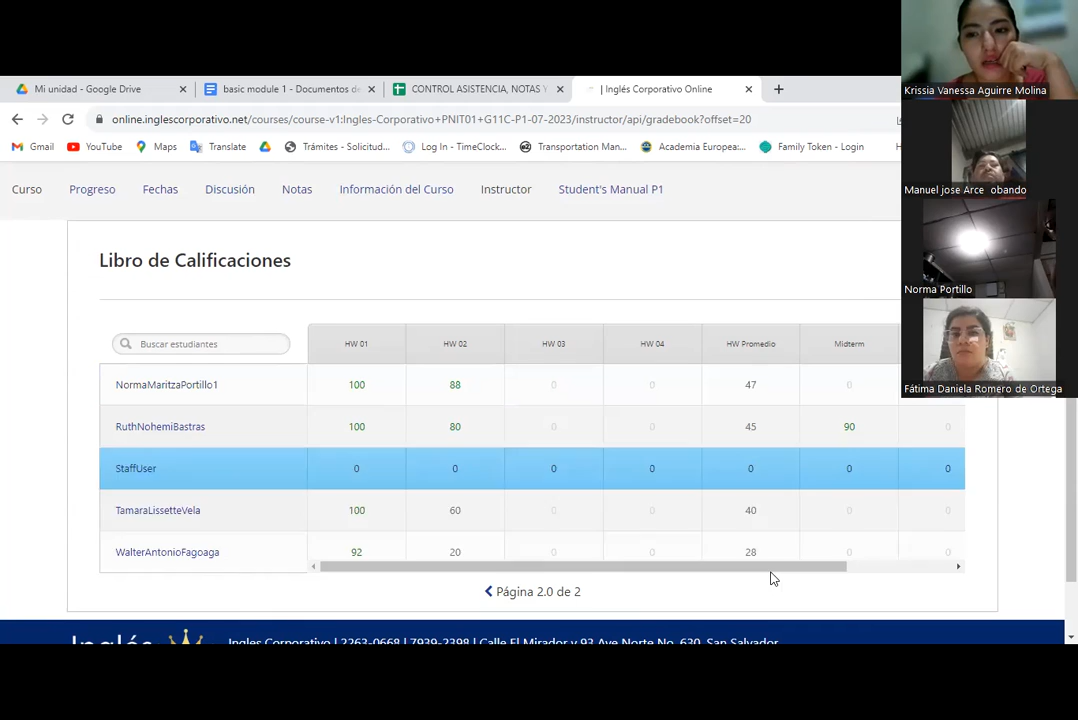 Mi unidad - Google Drive
basic module 1 - Documentos de
CONTROL ASISTENCIA, NOTAS Y
| Inglés Corporativo Online
online.inglescorporativo.net/courses/course-v1:Ingles-Corporativo+PNIT01+G11C-P1-07-2023/instructor/api/gradebook?offset=20
Gmail
YouTube
Maps
Translate
Trámites - Solicitud...
Log In - TimeClock...
Transportation Man...
Academia Europea:...
Family Token - Login
Curso
Progreso
Fechas
Discusión
Notas
Información del Curso
Instructor
Student's Manual P1
Libro de Calificaciones
Buscar estudiantes
HW 01 HW 02 HW 03 HW 04 HW Promedio Midterm
NormaMaritzaPortillo1 100 88 0 0 47 0
RuthNohemiBastras 100 80 0 0 45 90 0
StaffUser 0 0 0 0 0 0 0
TamaraLissetteVela 100 60 0 0 40 0 0
WalterAntonioFagoaga 92 20 0 0 28 0 0
Página 2.0 de 2
Inglés
Ingles Corporativo | 2263-0668 | 7939-2398 | Calle El Mirador y 93 Ave Norte No. 630, San Salvador
Krissia Vanessa Aguirre Molina
Manuel jose Arce obando
Norma Portillo
Fátima Daniela Romero de Ortega